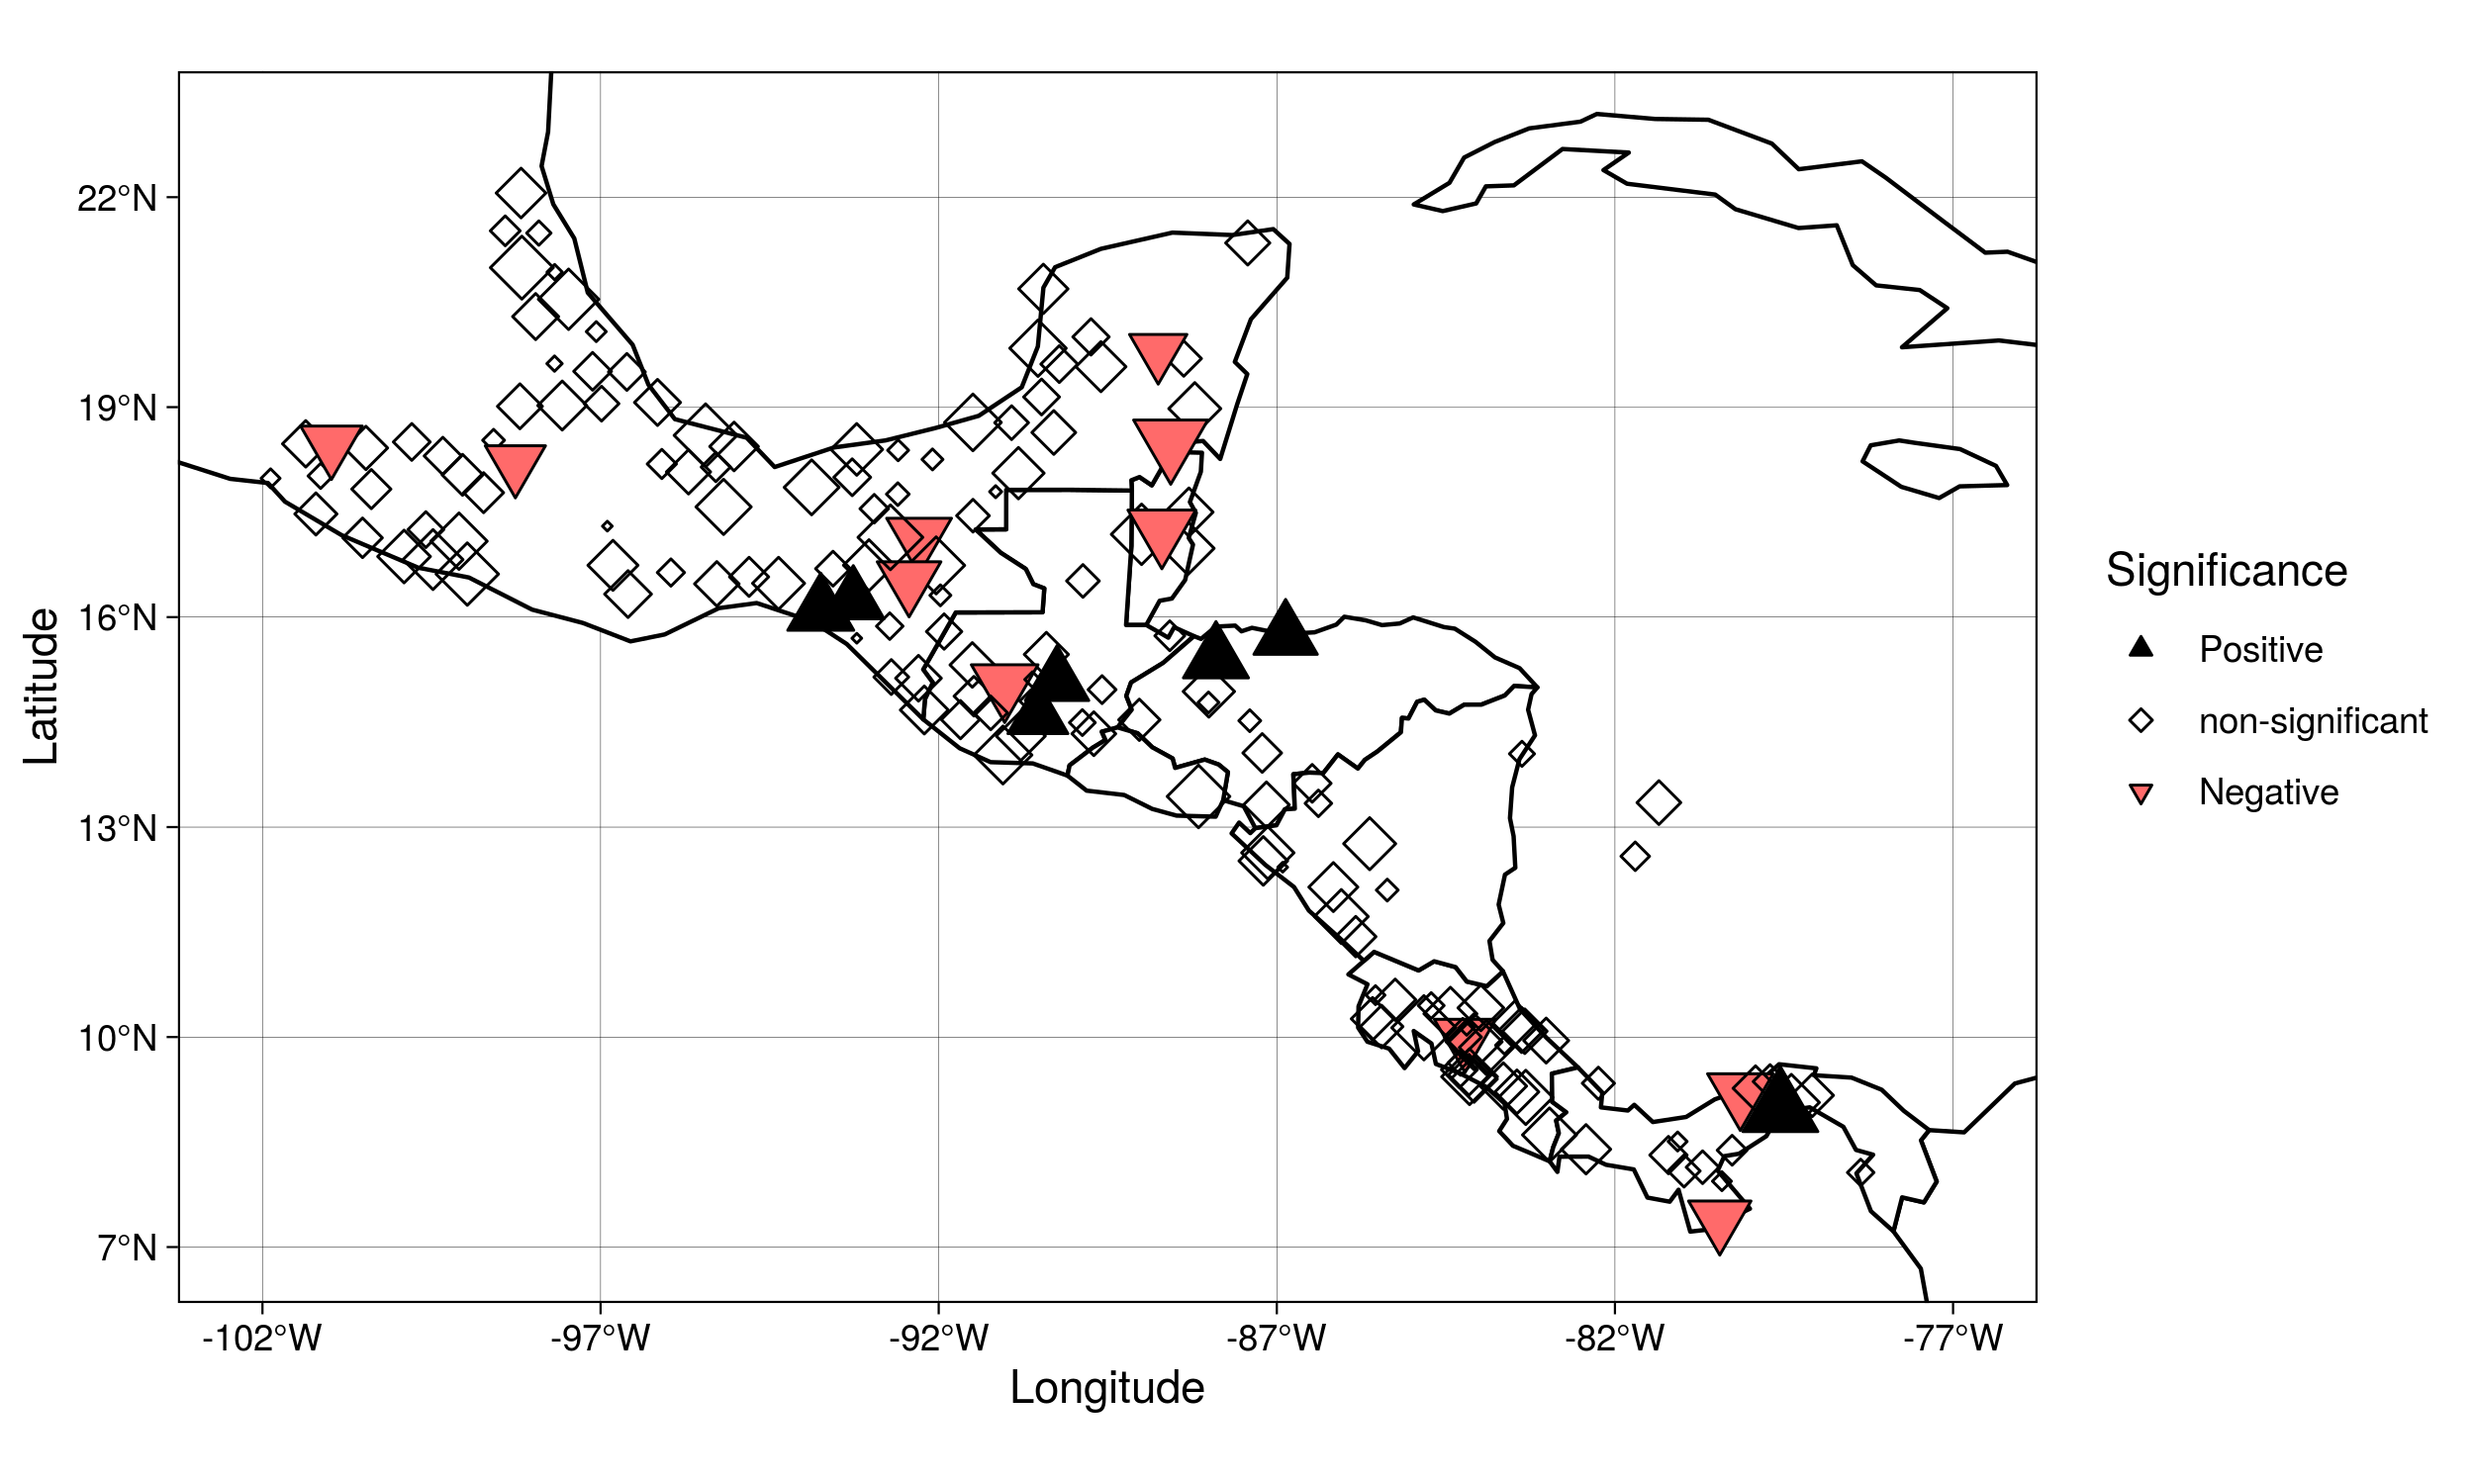 22°N
19°N
16°N
13°N
10°N
7°N
Latitude
-102°W -97°W -92°W -87°W -82°W -77°W
Longitude
Significance
Positive
non-significant
Negative